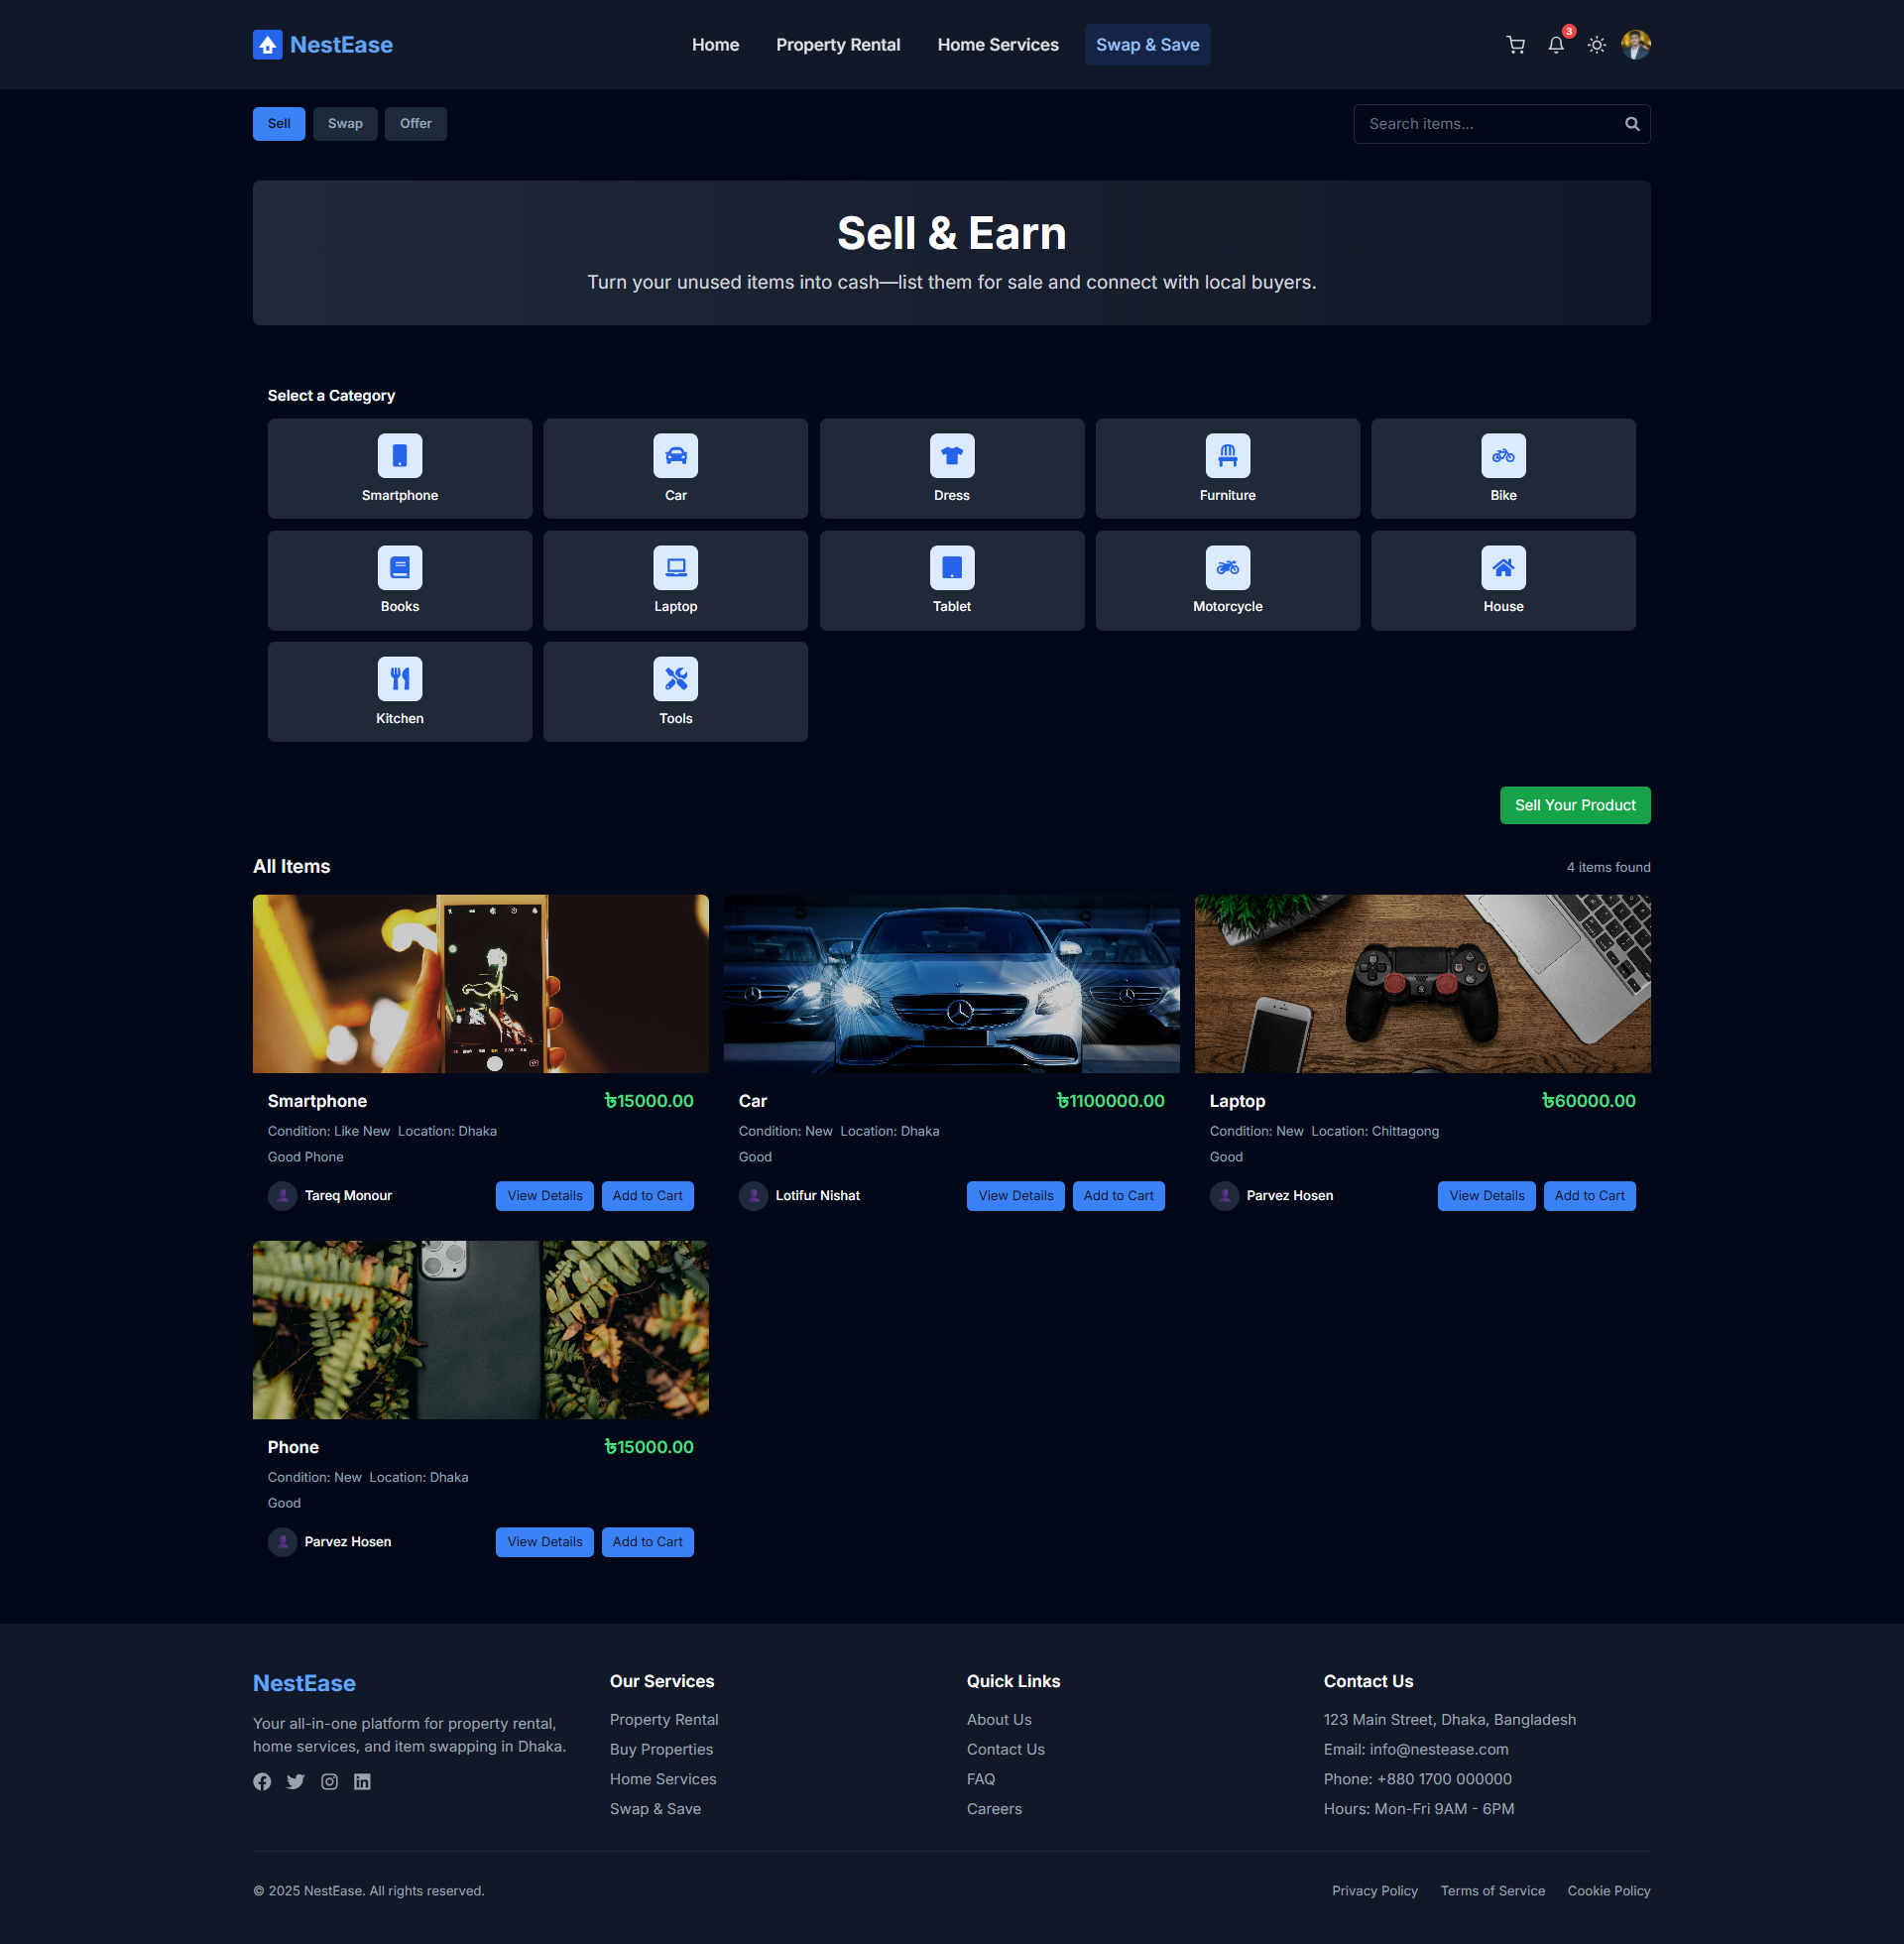 NestEase
Home Property Rental Home Services Swap & Save
3
Sell Swap Offer
Search items...
Sell & Earn
Turn your unused items into cash—list them for sale and connect with local buyers.
Select a Category
Smartphone Car Dress Furniture Bike
Books Laptop Tablet Motorcycle House
Kitchen Tools
Sell Your Product
All Items 4 items found
Smartphone ৳15000.00
Condition: Like New Location: Dhaka
Good Phone
Tareq Monour View Details Add to Cart
Car ৳1100000.00
Condition: New Location: Dhaka
Good
Lotifur Nishat View Details Add to Cart
Laptop ৳60000.00
Condition: New Location: Chittagong
Good
Parvez Hosen View Details Add to Cart
Phone ৳15000.00
Condition: New Location: Dhaka
Good
Parvez Hosen View Details Add to Cart
NestEase
Your all-in-one platform for property rental,
home services, and item swapping in Dhaka.
Our Services
Property Rental
Buy Properties
Home Services
Swap & Save
Quick Links
About Us
Contact Us
FAQ
Careers
Contact Us
123 Main Street, Dhaka, Bangladesh
Email: info@nestease.com
Phone: +880 1700 000000
Hours: Mon-Fri 9AM - 6PM
© 2025 NestEase. All rights reserved.
Privacy Policy Terms of Service Cookie Policy